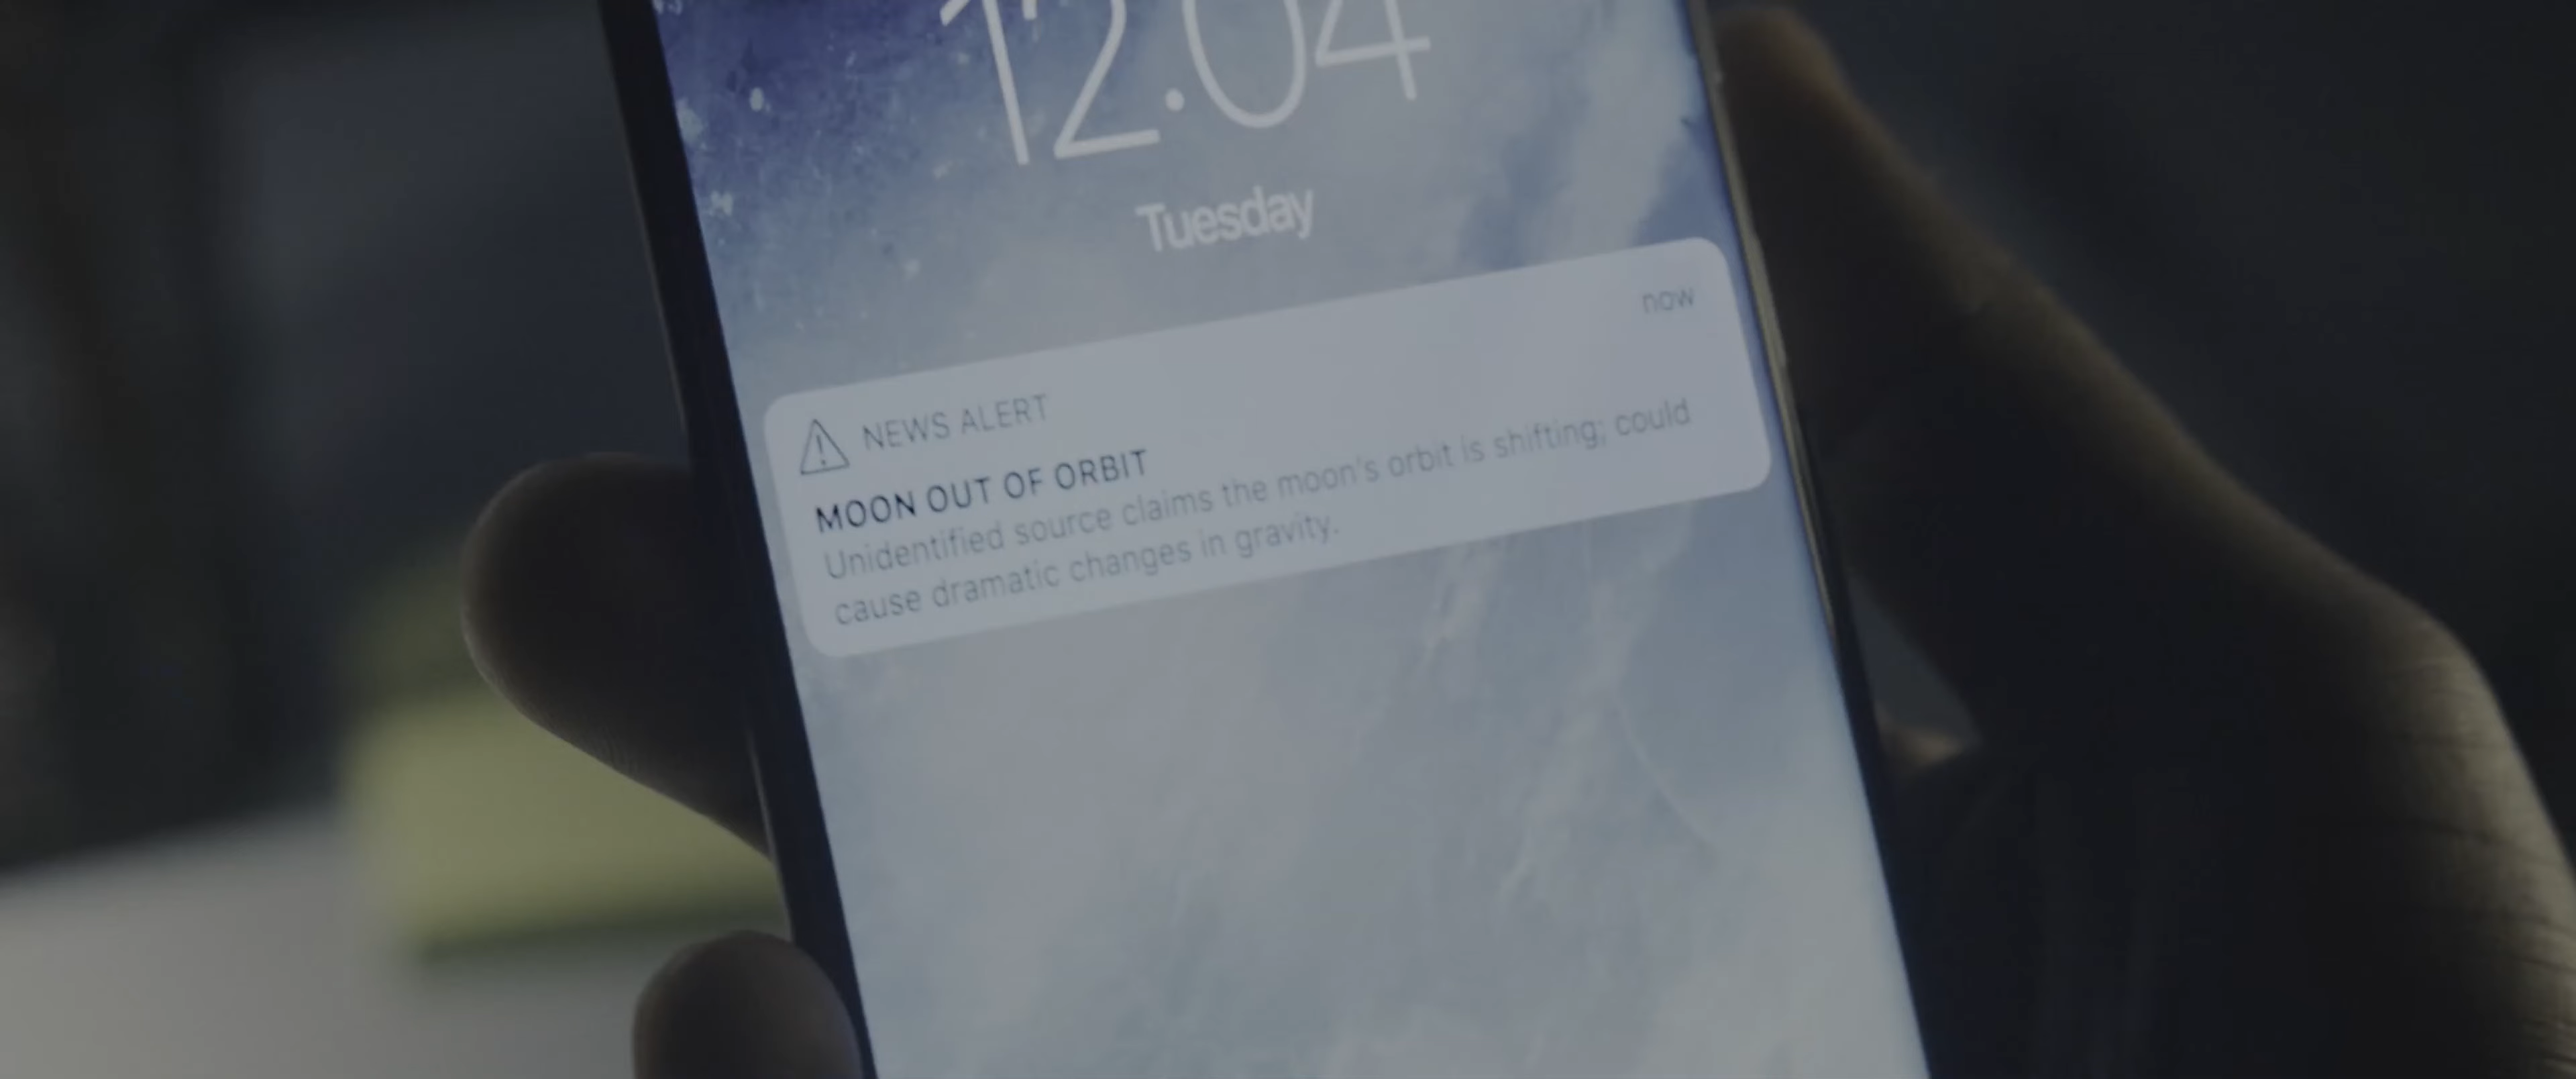 12:04
Tuesday
now
NEWS ALERT
MOON OUT OF ORBIT
Unidentified source claims the moon's orbit is shifting; could
cause dramatic changes in gravity.